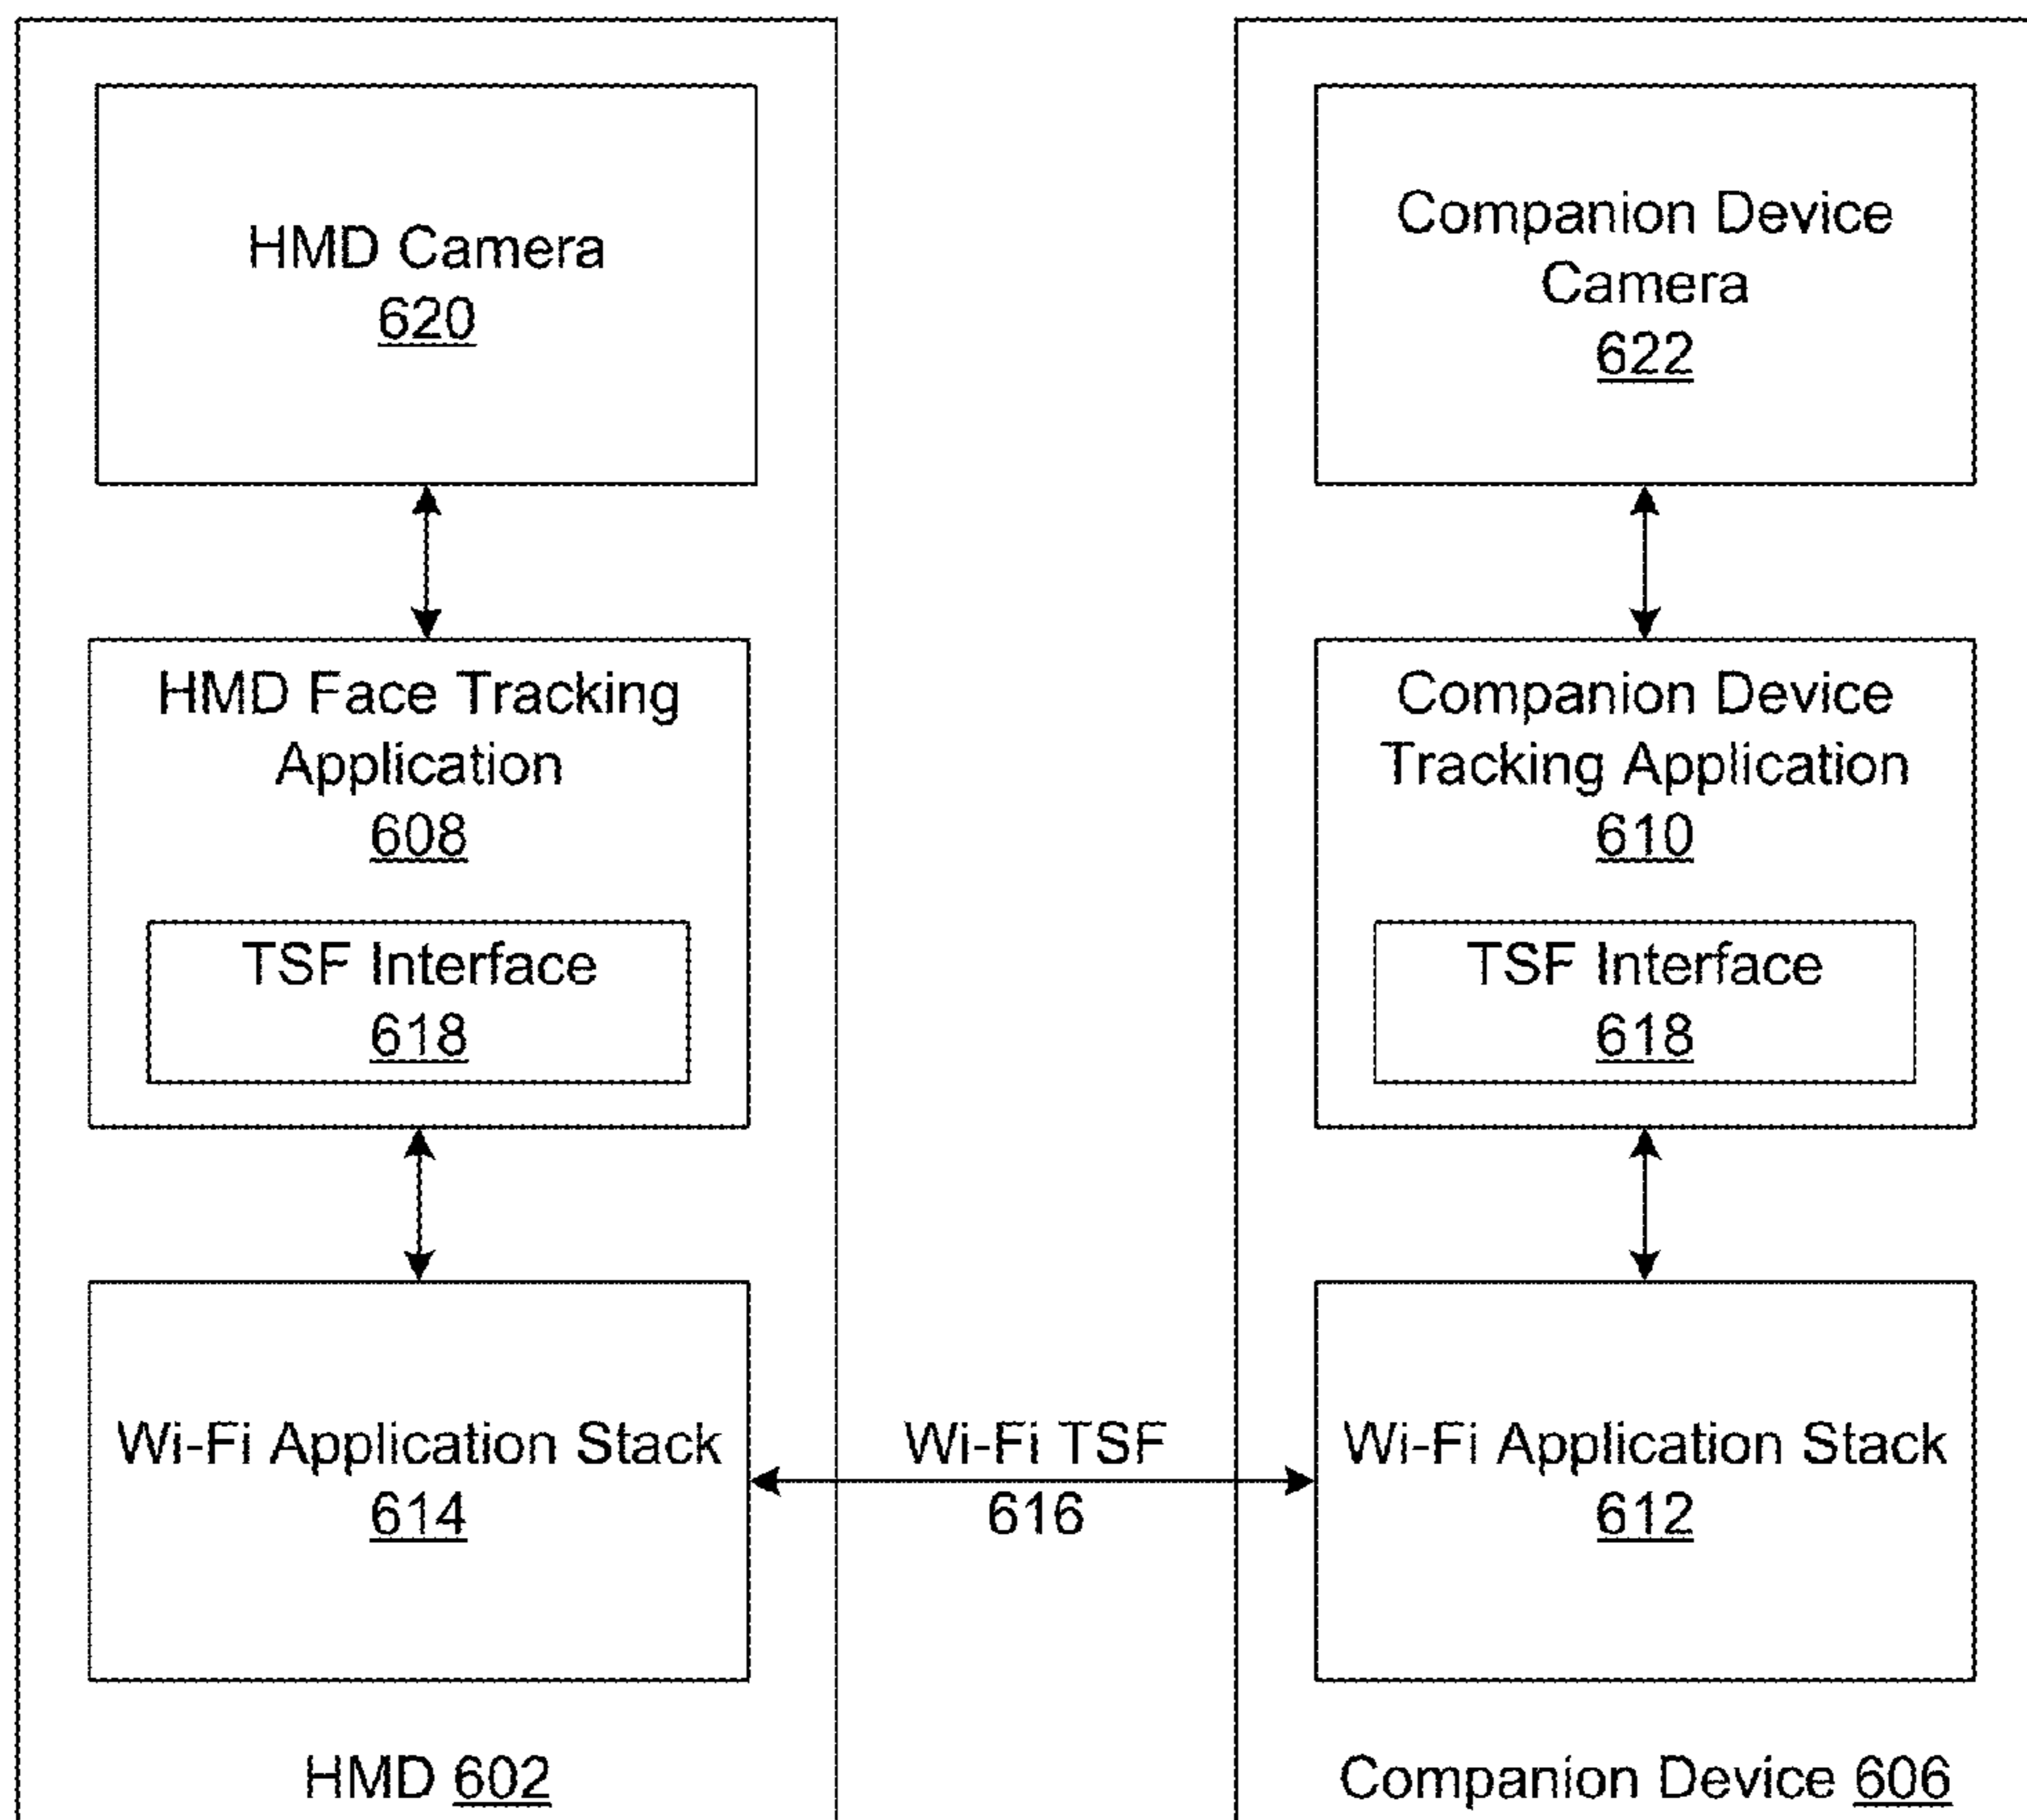 HMD Camera
620
HMD Face Tracking
Application
608
TSF Interface
618
Wi-Fi Application Stack
614
HMD 602
Wi-Fi TSF
616
Companion Device
Camera
622
Companion Device
Tracking Application
610
TSF Interface
618
Wi-Fi Application Stack
612
Companion Device 606